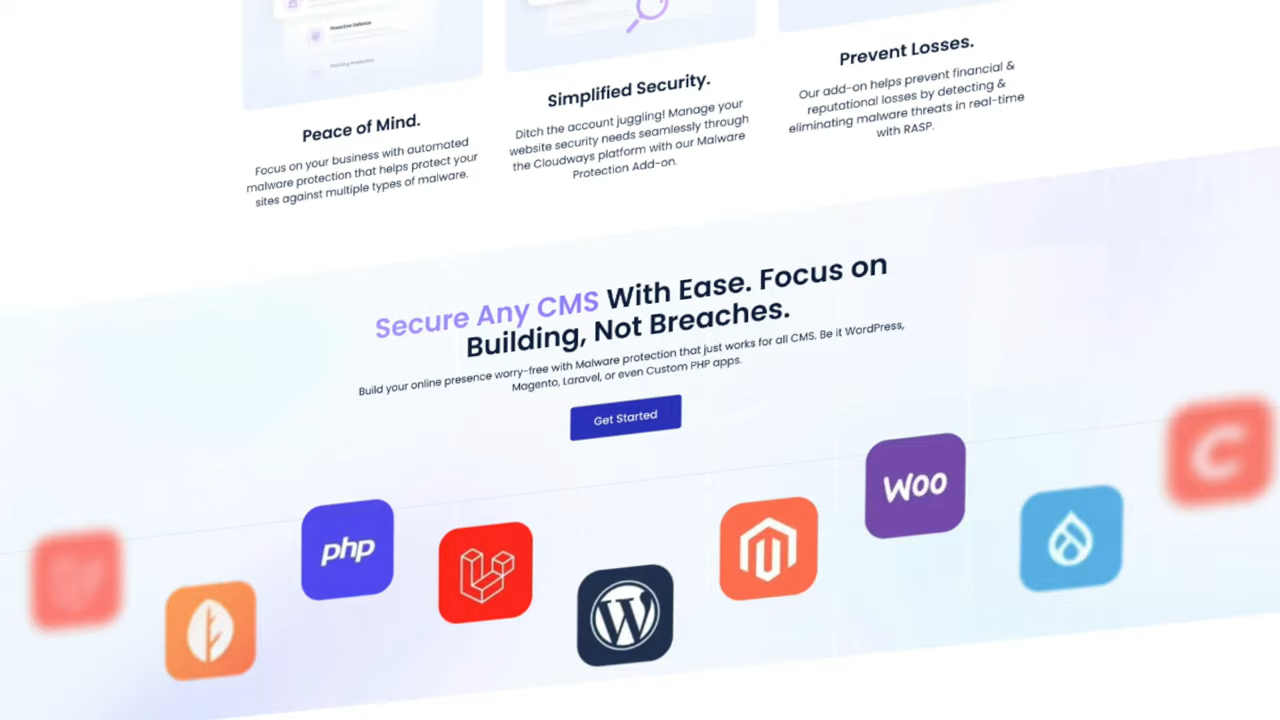 Proactive Defence
Peace of Mind.
Focus on your business with automated
malware protection that helps protect your
sites against multiple types of malware.
Simplified Security.
Ditch the account juggling! Manage your
website security needs seamlessly through
the Cloudways platform with our Malware
Protection Add-on.
Prevent Losses.
Our add-on helps prevent financial &
reputational losses by detecting &
eliminating malware threats in real-time
with RASP.
Secure Any CMS With Ease. Focus on
Building, Not Breaches.
Build your online presence worry-free with Malware protection that just works for all CMS. Be it WordPress,
Magento, Laravel, or even Custom PHP apps.
Get Started
php
W
Woo